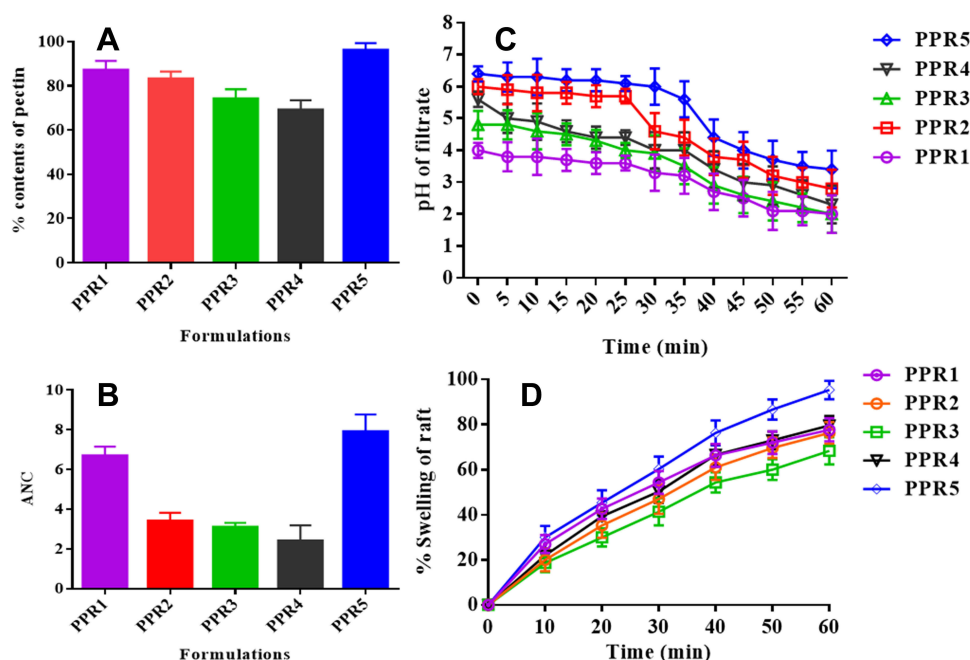 A
% contents of pectin
100
80
60
40
20
0
PPR1 PPR2 PPR3 PPR4 PPR5
Formulations
C
pH of filtrate
8
7
6
5
4
3
2
1
0
0 5 10 15 20 25 30 35 40 45 50 55 60
Time (min)
PPR5
PPR4
PPR3
PPR2
PPR1
B
ANC
10
8
6
4
2
0
PPR1 PPR2 PPR3 PPR4 PPR5
Formulations
D
% Swelling of raft
100
80
60
40
20
0
0 10 20 30 40 50 60
Time (min)
PPR1
PPR2
PPR3
PPR4
PPR5